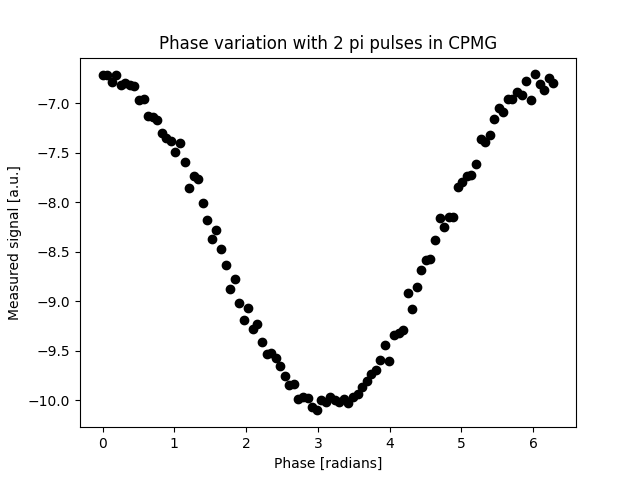 Phase variation with 2 pi pulses in CPMG
Measured signal [a.u.]
−7.0
−7.5
−8.0
−8.5
−9.0
−9.5
−10.0
0 1 2 3 4 5 6
Phase [radians]